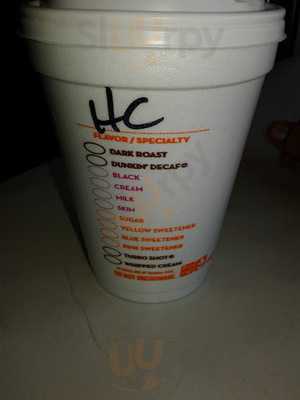 HC
FLAVOR / SPECIALTY
DARK ROAST
DUNKIN' DECAF®
BLACK
CREAM
MILK
SKIM
SUGAR
YELLOW SWEETENER
BLUE SWEETENER
PINK SWEETENER
TURBO SHOT®
WHIPPED CREAM